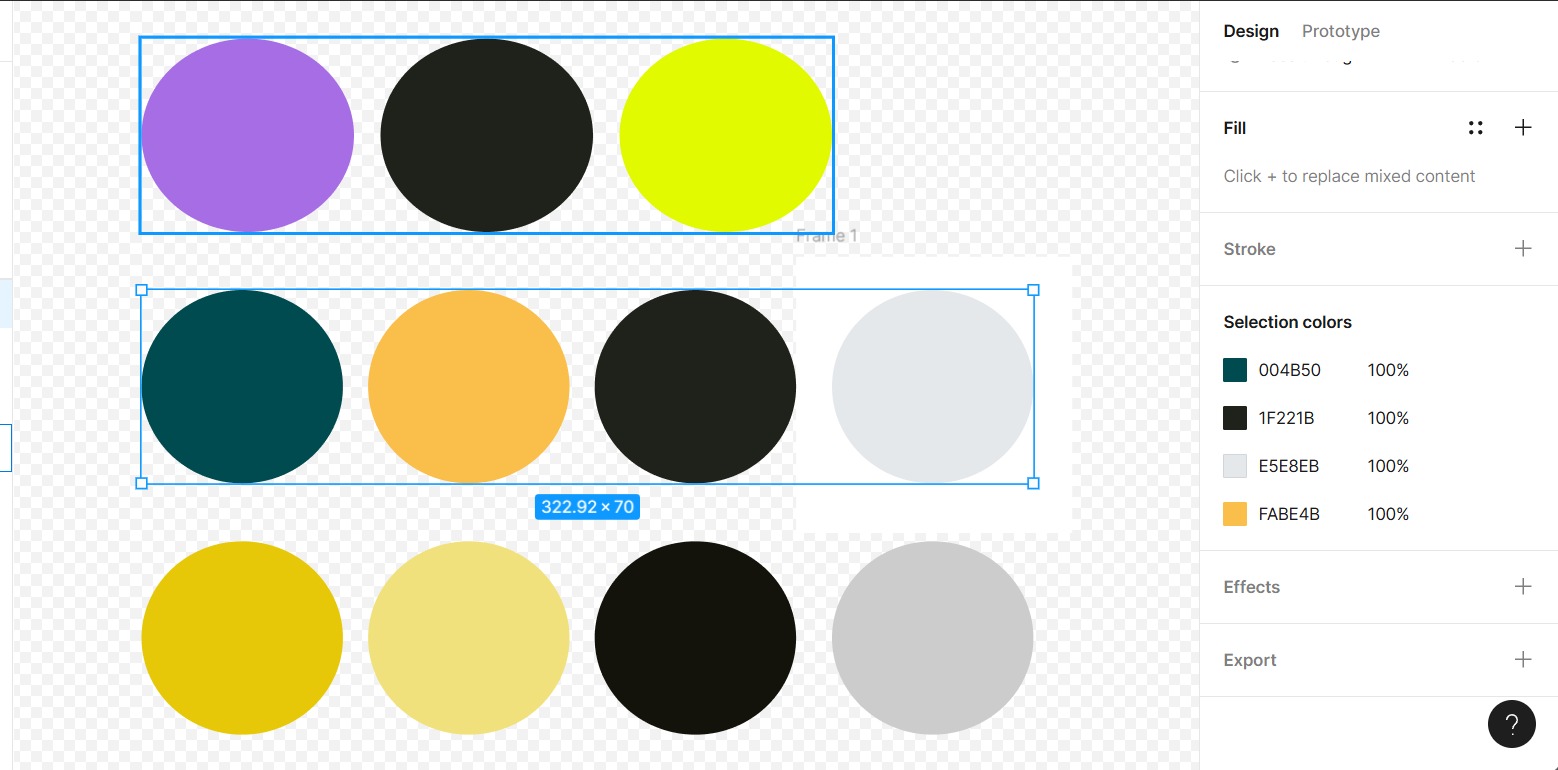 Design Prototype
Fill
Click + to replace mixed content
Frame 1
Stroke
Selection colors
004B50 100%
1F221B 100%
E5E8EB 100%
322.92 × 70
FABE4B 100%
Effects
Export
?